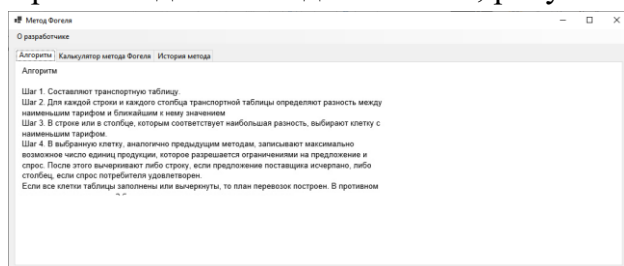 Метод Фогеля
О разработчике
Алгоритм Калькулятор метода Фогеля История метода
Алгоритм
Шаг 1. Составляют транспортную таблицу.
Шаг 2. Для каждой строки и каждого столбца транспортной таблицы определяют разность между
наименьшим тарифом и ближайшим к нему значением
Шаг 3. В строке или в столбце, которым соответствует наибольшая разность, выбирают клетку с
наименьшим тарифом.
Шаг 4. В выбранную клетку, аналогично предыдущим методам, записывают максимально
возможное число единиц продукции, которое разрешается ограничениями на предложение и
спрос. После этого вычеркивают либо строку, если предложение поставщика исчерпано, либо
столбец, если спрос потребителя удовлетворен.
Если все клетки таблицы заполнены или вычеркнуты, то план перевозок построен. В противном